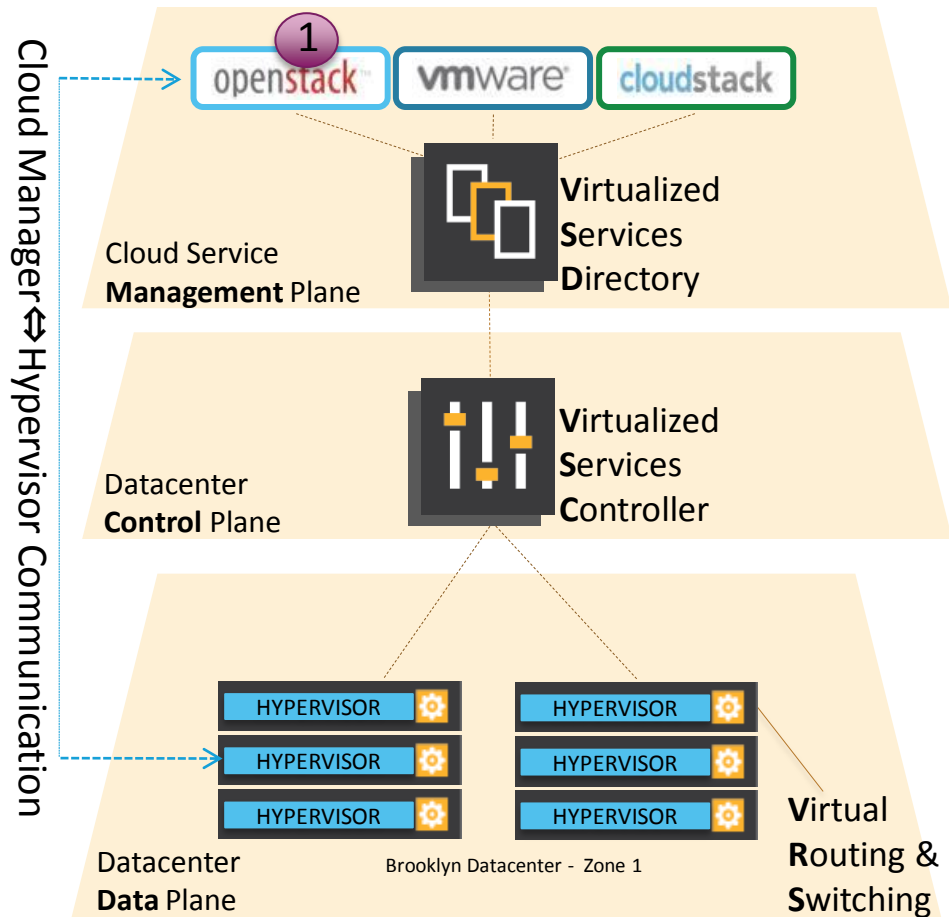 1
openstack™
vmware®
cloudstack
Cloud Manager⇔Hypervisor Communication
Virtualized
Services
Directory
Cloud Service
Management Plane
Virtualized
Services
Controller
Datacenter
Control Plane
HYPERVISOR
HYPERVISOR
HYPERVISOR
HYPERVISOR
HYPERVISOR
HYPERVISOR
Virtual
Routing &
Switching
Brooklyn Datacenter - Zone 1
Datacenter
Data Plane